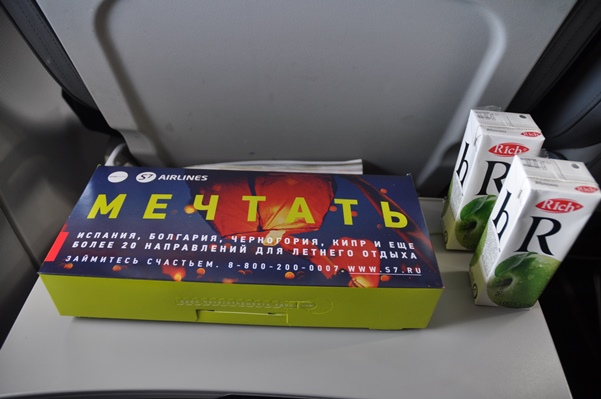 S7 AIRLINES
МЕЧТАТЬ
ИСПАНИЯ, БОЛГАРИЯ, ЧЕРНОГОРИЯ, КИПР И ЕЩЕ
БОЛЕЕ 20 НАПРАВЛЕНИЙ ДЛЯ ЛЕТНЕГО ОТДЫХА
ЗАЙМИТЕСЬ СЧАСТЬЕМ. 8-800-200-0007. WWW.S7.RU
Rich
h R
Rich
h R